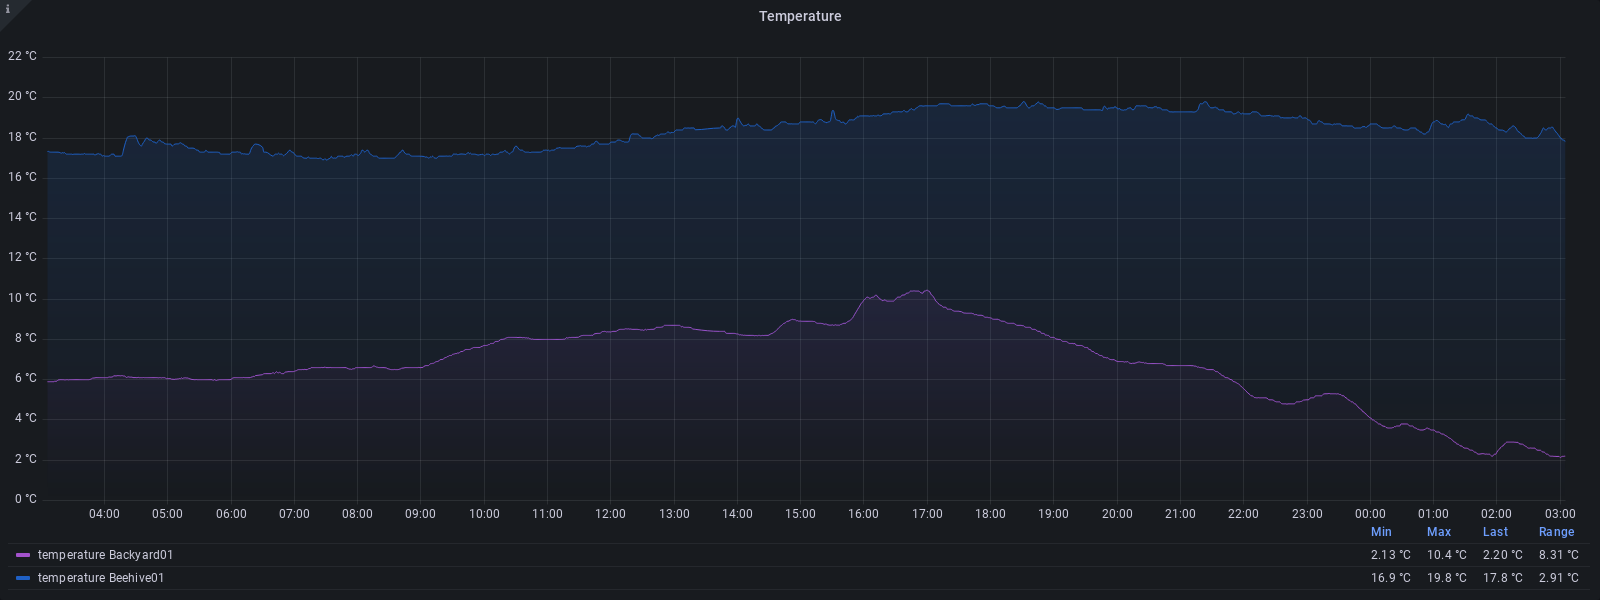 i
Temperature
22 °C
20 °C
18 °C
16 °C
14 °C
12 °C
10 °C
8 °C
6 °C
4 °C
2 °C
0 °C
04:00 05:00 06:00 07:00 08:00 09:00 10:00 11:00 12:00 13:00 14:00 15:00 16:00 17:00 18:00 19:00 20:00 21:00 22:00 23:00 00:00 01:00 02:00 03:00
Min Max Last Range
temperature Backyard01 2.13 °C 10.4 °C 2.20 °C 8.31 °C
temperature Beehive01 16.9 °C 19.8 °C 17.8 °C 2.91 °C